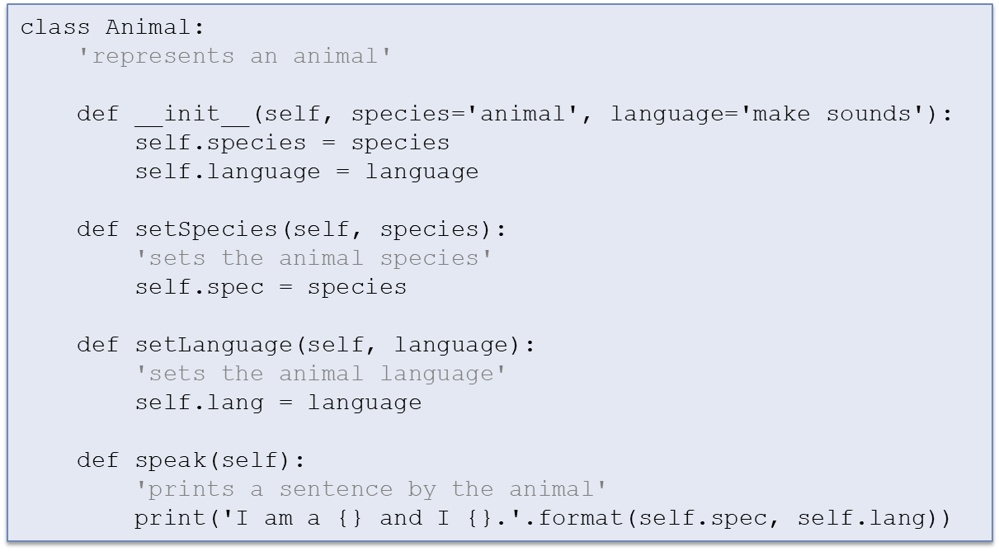 class Animal:
    'represents an animal'

    def __init__(self, species='animal', language='make sounds'):
        self.species = species
        self.language = language

    def setSpecies(self, species):
        'sets the animal species'
        self.spec = species

    def setLanguage(self, language):
        'sets the animal language'
        self.lang = language

    def speak(self):
        'prints a sentence by the animal'
        print('I am a {} and I {}.'.format(self.spec, self.lang))